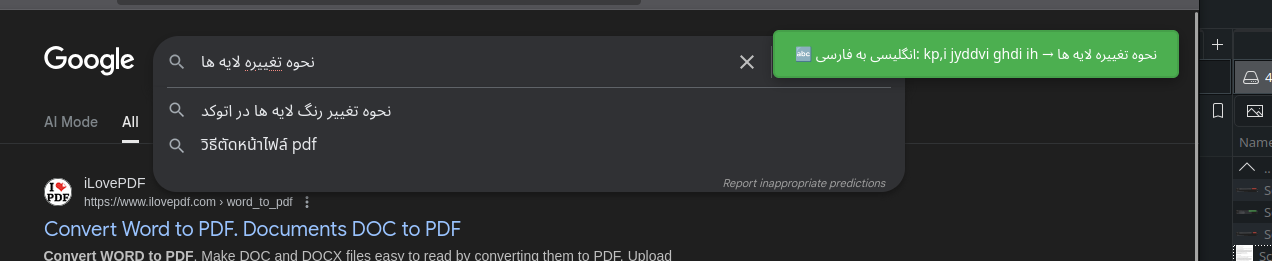 Google
نحوه تغییره لایه ها
🔤 انگلیسی به فارسی: kp,i jyddvi ghdi ih → نحوه تغییره لایه ها
نحوه تغییر رنگ لایه ها در اتوکد
วิธีตัดหน้าไฟล์ pdf
Report inappropriate predictions
AI Mode All
I PDF
iLovePDF
https://www.ilovepdf.com › word_to_pdf
Convert Word to PDF. Documents DOC to PDF
Convert WORD to PDF. Make DOC and DOCX files easy to read by converting them to PDF. Upload
4
Name
..
S
S
S
Sc